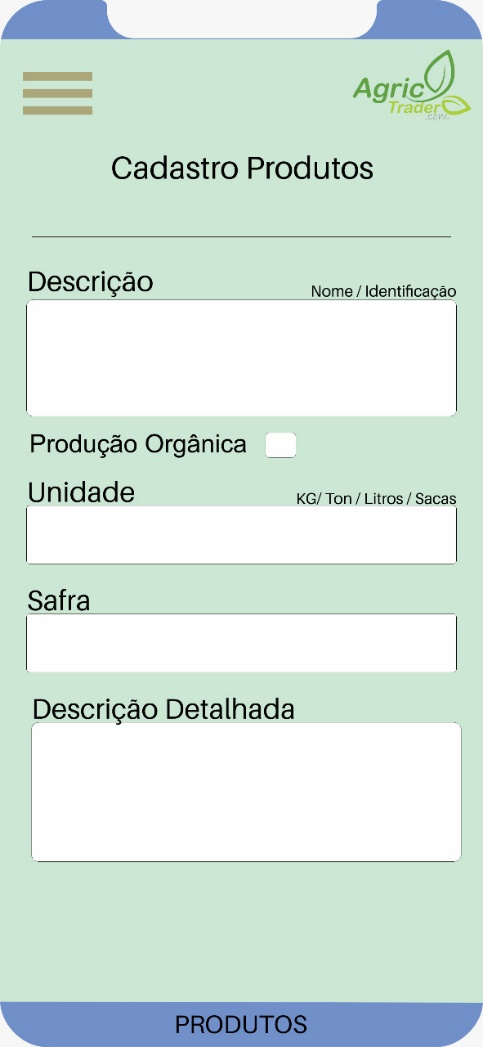 Agric
Trader
.com
Cadastro Produtos
Descrição
Nome / Identificação
Produção Orgânica
Unidade
KG/ Ton / Litros / Sacas
Safra
Descrição Detalhada
PRODUTOS